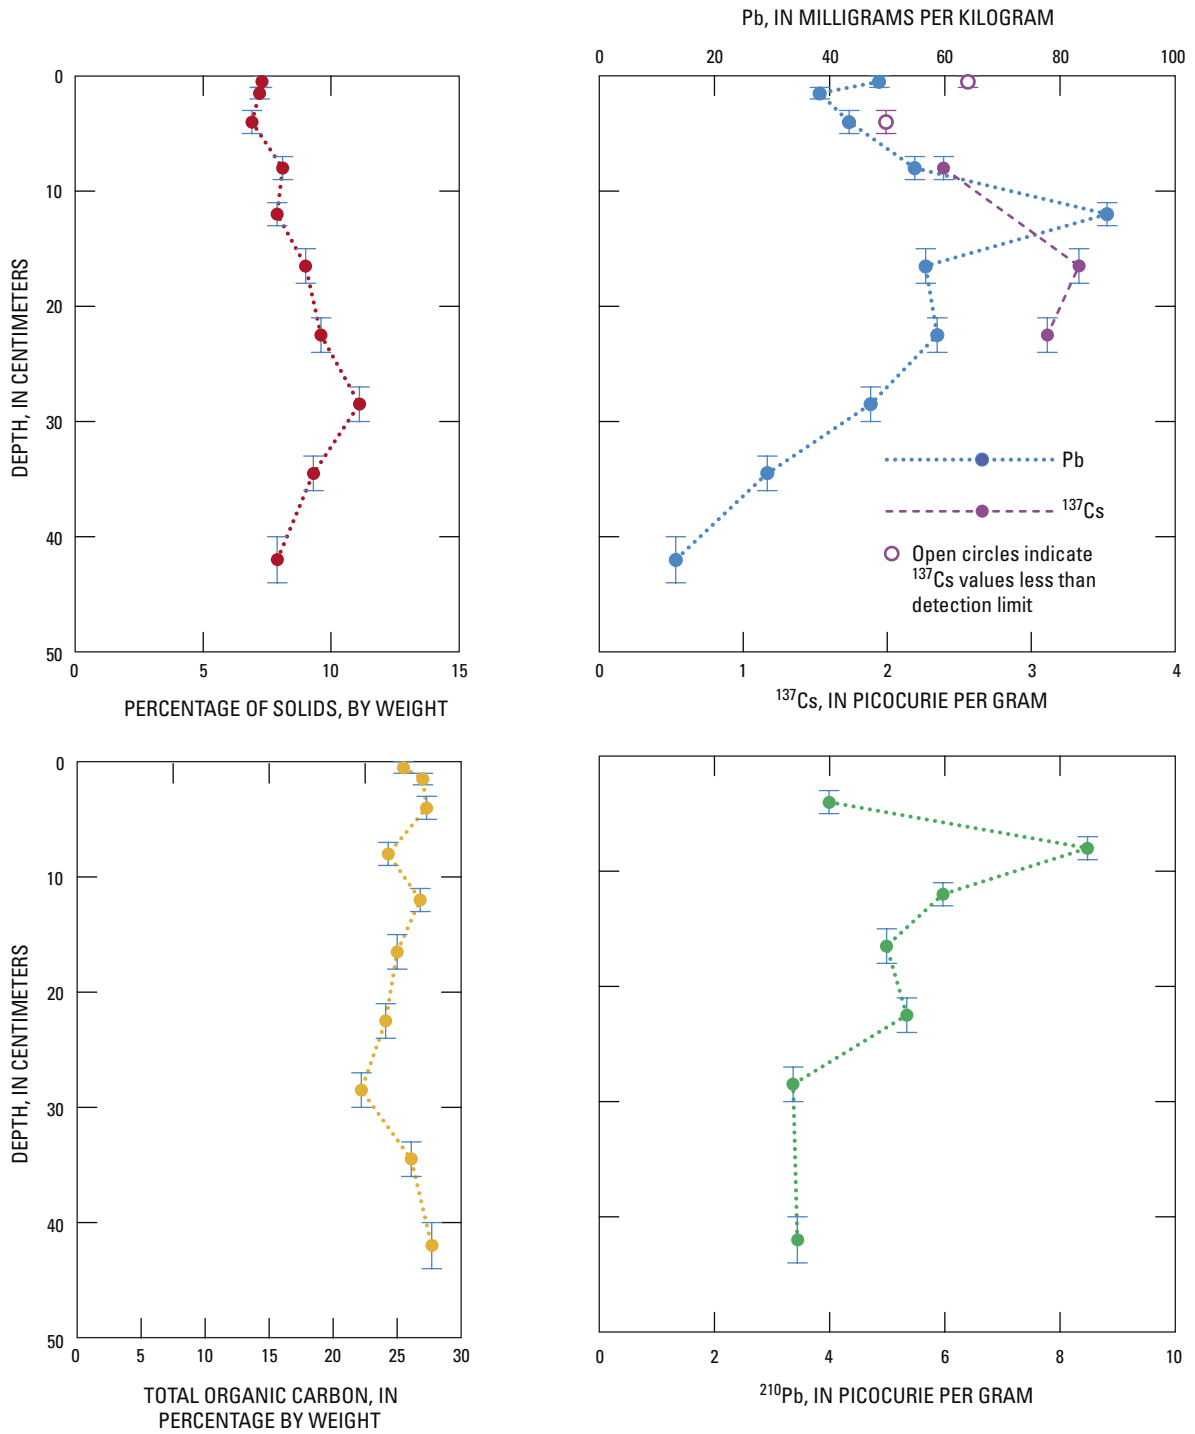 Pb, IN MILLIGRAMS PER KILOGRAM
0 20 40 60 80 100
0
10
20
30
40
50
DEPTH, IN CENTIMETERS
0 5 10 15
PERCENTAGE OF SOLIDS, BY WEIGHT
Pb
137Cs
Open circles indicate
137Cs values less than
detection limit
0 1 2 3 4
137Cs, IN PICOCURIE PER GRAM
0
10
20
30
40
50
DEPTH, IN CENTIMETERS
0 5 10 15 20 25 30
TOTAL ORGANIC CARBON, IN
PERCENTAGE BY WEIGHT
0 2 4 6 8 10
210Pb, IN PICOCURIE PER GRAM